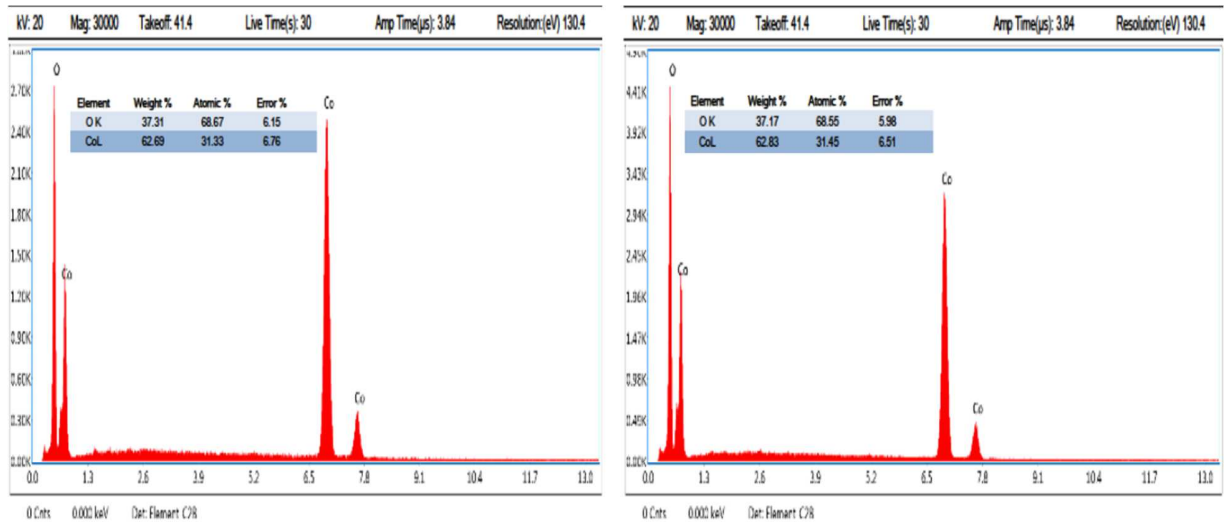 kV: 20 Mag: 30000 Takeoff: 41.4 Live Time(s): 30 Amp Time(µs): 3.84 Resolution:(eV) 130.4
O
2.70K
Element Weight % Atomic % Error %
O K 37.31 68.67 6.15
CoL 62.69 31.33 6.76
Co
2.40K
2.10K
1.80K
1.50K
Co
1.20K
0.90K
0.60K
Co
0.30K
0.00K
0.0 1.3 2.6 3.9 5.2 6.5 7.8 9.1 10.4 11.7 13.0
0 Cnts 0.000 keV Det: Element-C2B
kV: 20 Mag: 30000 Takeoff: 41.4 Live Time(s): 30 Amp Time(µs): 3.84 Resolution:(eV) 130.4
4.90K
O
4.41K
Element Weight % Atomic % Error %
O K 37.17 68.55 5.98
CoL 62.83 31.45 6.51
3.92K
3.43K
Co
2.94K
2.45K
Co
1.96K
1.47K
0.98K
Co
0.49K
0.00K
0.0 1.3 2.6 3.9 5.2 6.5 7.8 9.1 10.4 11.7 13.0
0 Cnts 0.000 keV Det: Element-C2B